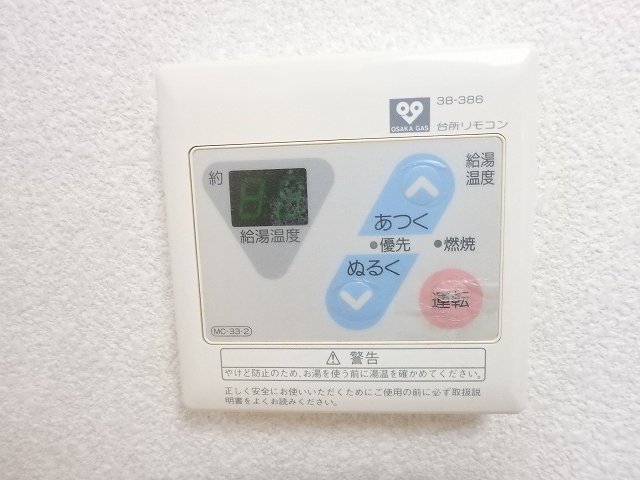 38-386
OSAKA GAS
台所リモコン
約
給湯温度
給湯
温度
あつく
優先
燃焼
ぬるく
運転
MC-33-2
警告
やけど防止のため、お湯を使う前に湯温を確かめてください。
正しく安全にお使いいただくためにご使用の前に必ず取扱説
明書をよくお読みください。